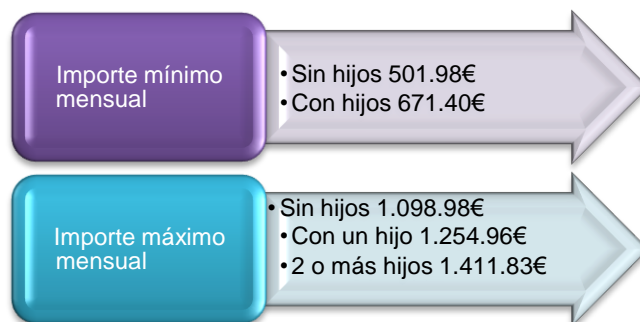 Importe mínimo
mensual
•Sin hijos 501.98€
•Con hijos 671.40€
Importe máximo
mensual
•Sin hijos 1.098.98€
•Con un hijo 1.254.96€
•2 o más hijos 1.411.83€